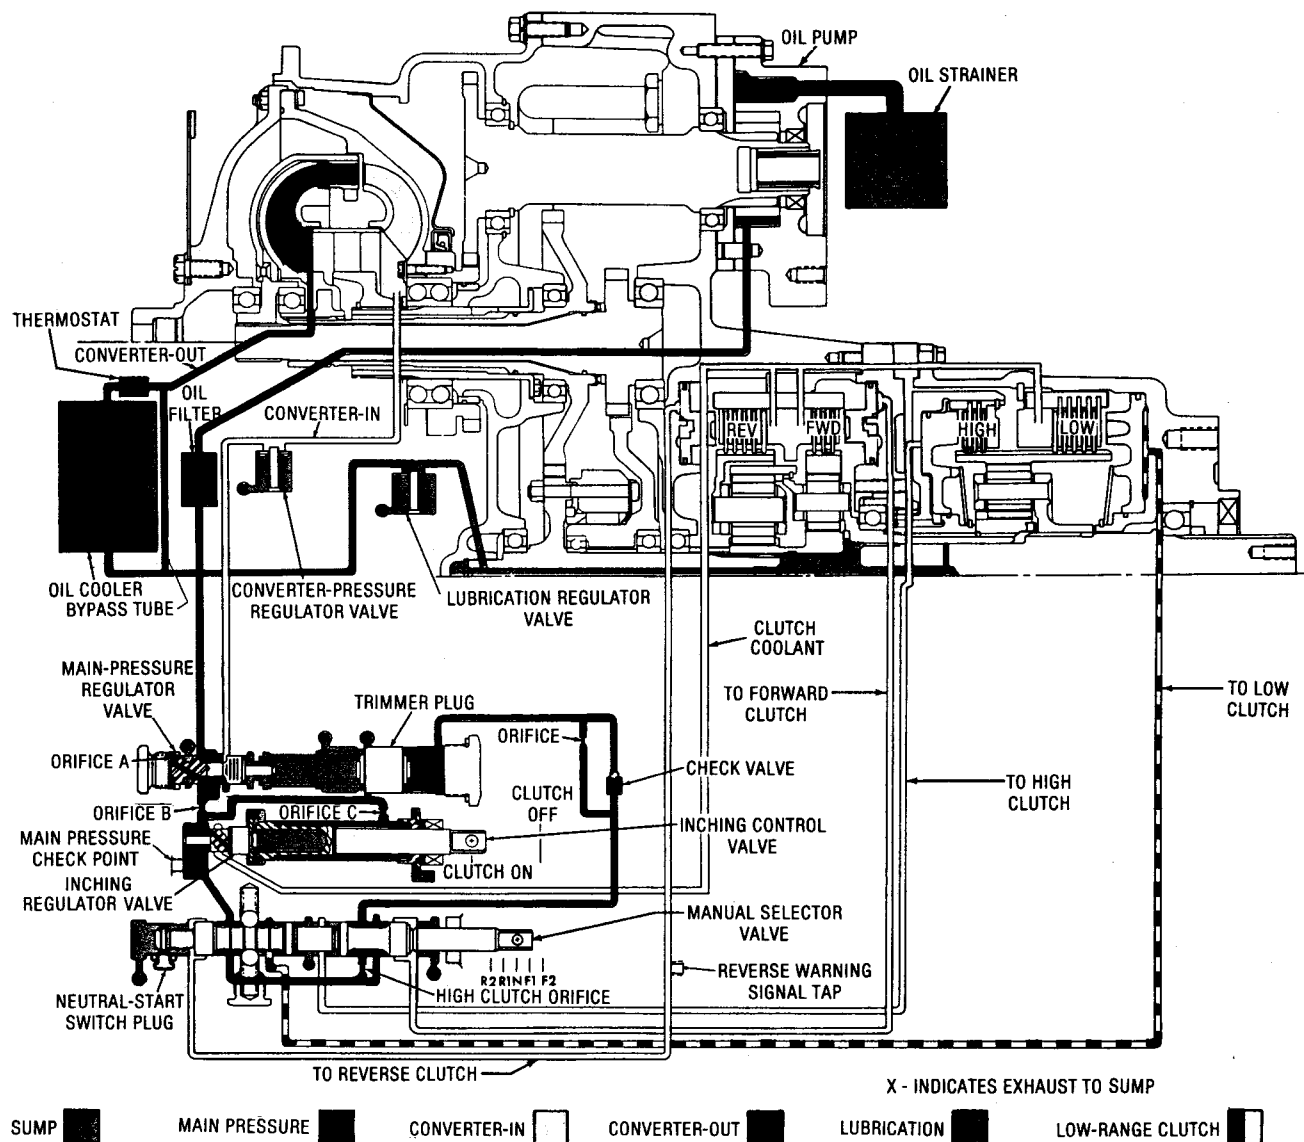 OIL PUMP
OIL STRAINER
THERMOSTAT
CONVERTER-OUT
OIL
FILTER
CONVERTER-IN
REV
FWD
HIGH
LOW
OIL COOLER
BYPASS TUBE
CONVERTER-PRESSURE
REGULATOR VALVE
LUBRICATION REGULATOR
VALVE
CLUTCH
COOLANT
MAIN-PRESSURE
REGULATOR
VALVE
TRIMMER PLUG
TO FORWARD
CLUTCH
TO LOW
CLUTCH
ORIFICE
ORIFICE A
CHECK VALVE
TO HIGH
CLUTCH
ORIFICE B
ORIFICE C
CLUTCH
OFF
MAIN PRESSURE
CHECK POINT
INCHING CONTROL
VALVE
CLUTCH ON
INCHING
REGULATOR VALVE
MANUAL SELECTOR
VALVE
R2 R1 N F1 F2
REVERSE WARNING
SIGNAL TAP
HIGH CLUTCH ORIFICE
NEUTRAL-START
SWITCH PLUG
TO REVERSE CLUTCH
X - INDICATES EXHAUST TO SUMP
SUMP
MAIN PRESSURE
CONVERTER-IN
CONVERTER-OUT
LUBRICATION
LOW-RANGE CLUTCH